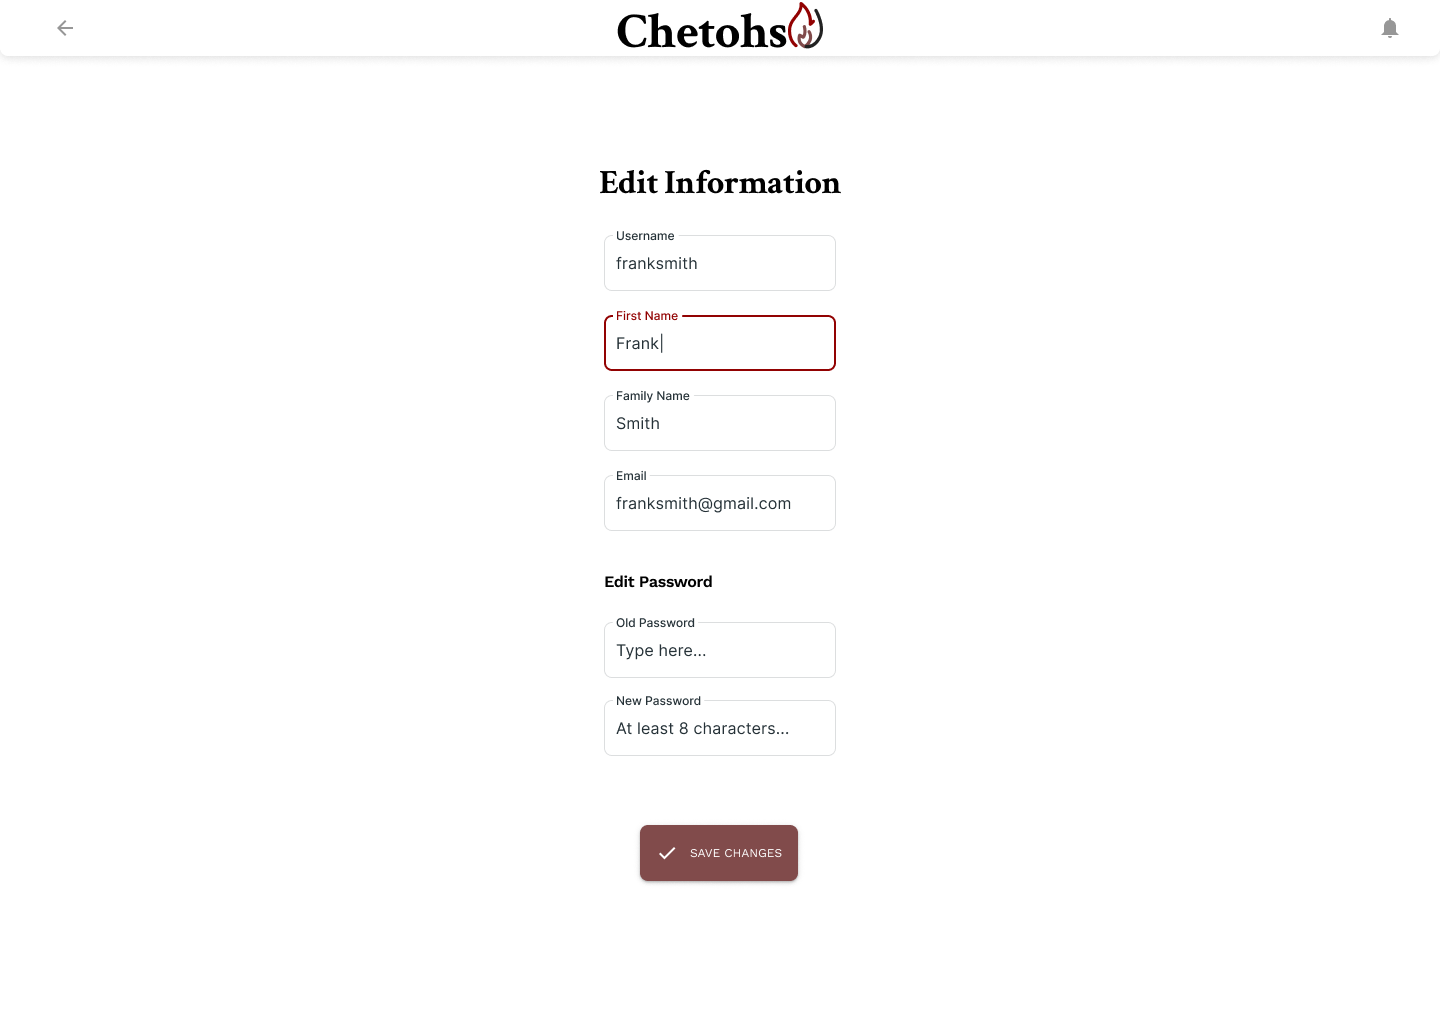 Chetohs
Edit Information
Username
franksmith
First Name
Frank
Family Name
Smith
Email
franksmith@gmail.com
Edit Password
Old Password
Type here...
New Password
At least 8 characters...
SAVE CHANGES